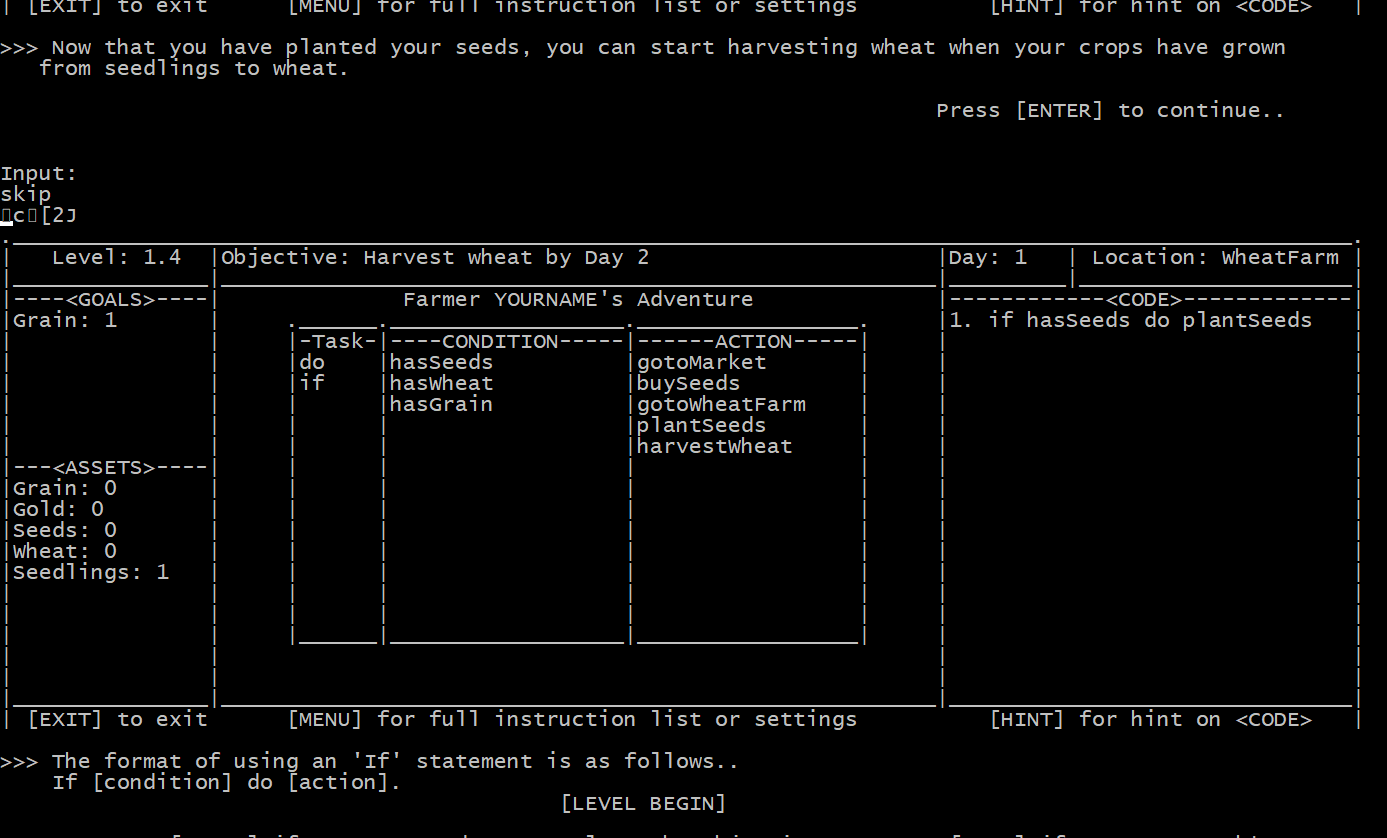 | [EXIT] to exit [MENU] for full instruction list or settings [HINT] for hint on <CODE> |
>>> Now that you have planted your seeds, you can start harvesting wheat when your crops have grown
from seedlings to wheat.
Press [ENTER] to continue..
Input:
skip
c[2J
Level: 1.4 |Objective: Harvest wheat by Day 2 |Day: 1 | Location: WheatFarm |
|----<GOALS>----| Farmer YOURNAME's Adventure |------------<CODE>-------------|
|Grain: 1 | |1. if hasSeeds do plantSeeds |
|-Task-|----CONDITION-----|------ACTION-----|
|do |hasSeeds |gotoMarket |
|if |hasWheat |buySeeds |
|hasGrain |gotoWheatFarm |
|plantSeeds |
|harvestWheat |
|---<ASSETS>----|
|Grain: 0
|Gold: 0
|Seeds: 0
|Wheat: 0
|Seedlings: 1
| [EXIT] to exit [MENU] for full instruction list or settings [HINT] for hint on <CODE> |
>>> The format of using an 'If' statement is as follows..
If [condition] do [action].
[LEVEL BEGIN]